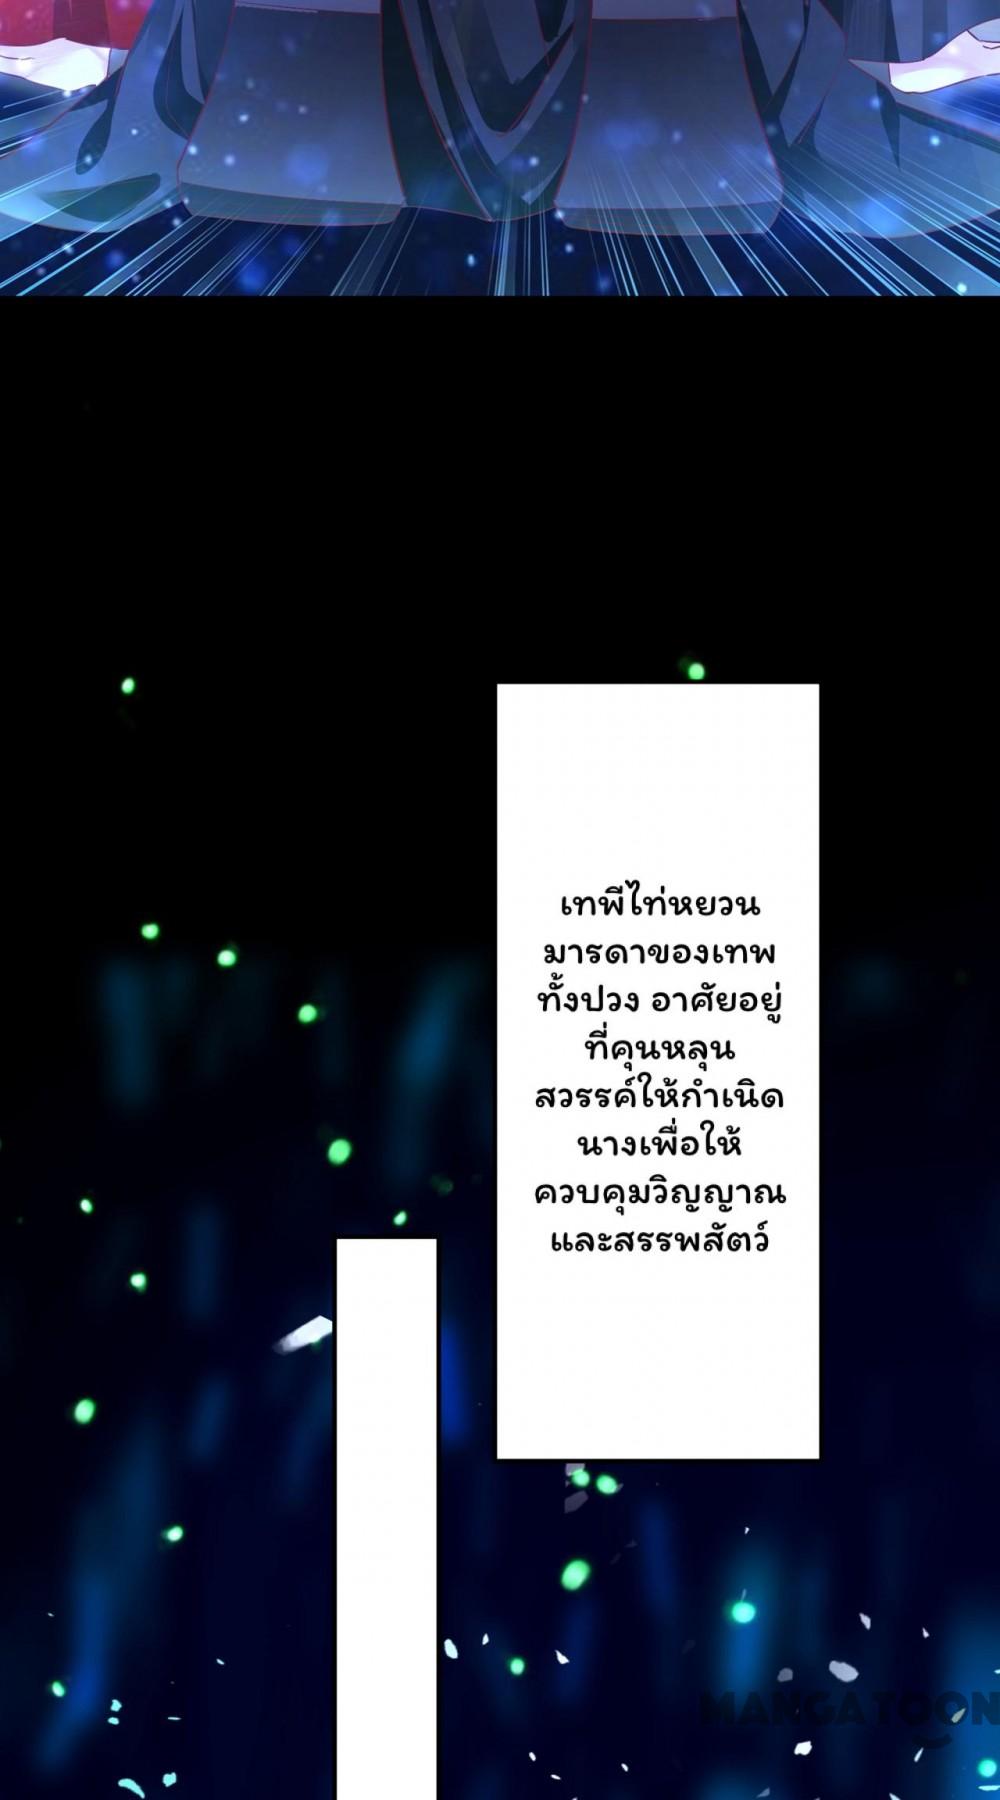 เทพีไท่หยวน
มารดาของเทพ
ทั้งปวง อาศัยอยู่
ที่คุนหลุน
สวรรค์ให้กำเนิด
นางเพื่อให้
ควบคุมวิญญาณ
และสรรพสัตว์
MANGATOON